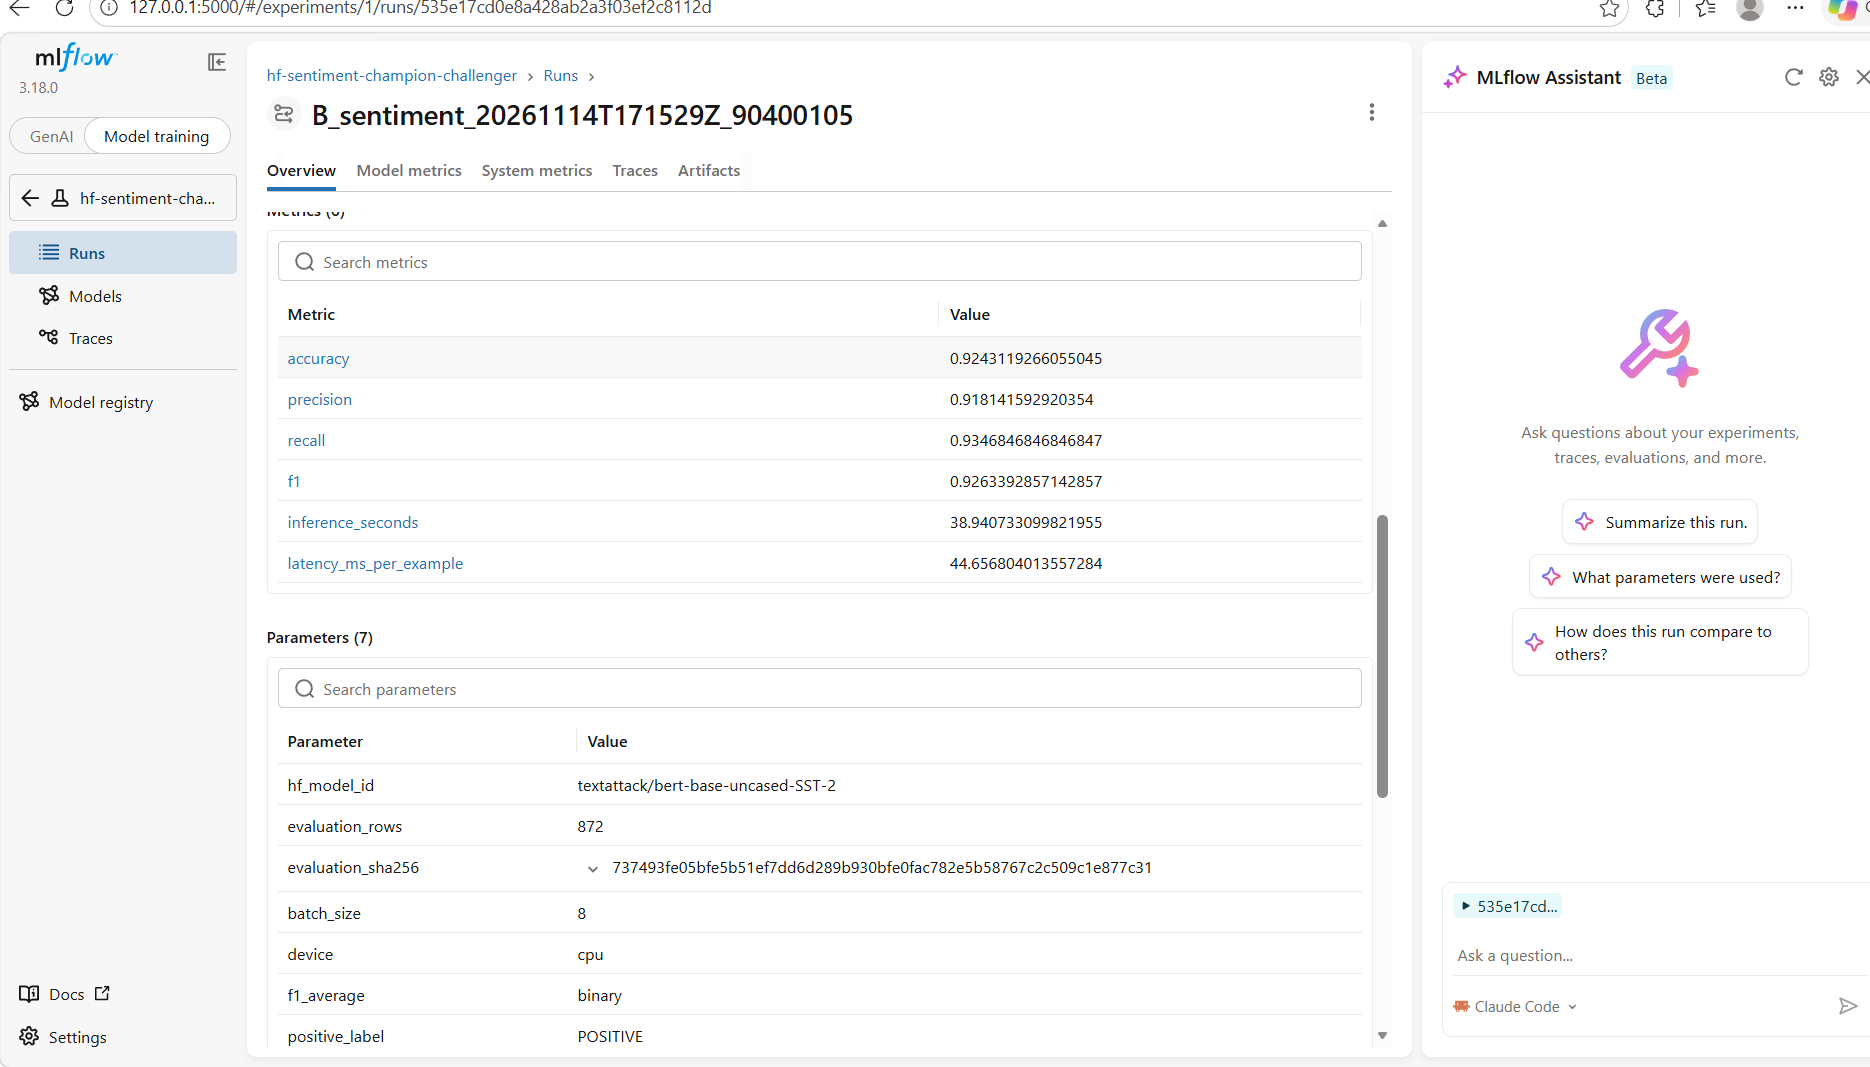 127.0.0.1:5000/#/experiments/1/runs/535e17cd0e8a428ab2a3f03ef2c8112d
mlflow
3.18.0
GenAI
Model training
hf-sentiment-cha...
Runs
Models
Traces
Model registry
Docs
Settings
hf-sentiment-champion-challenger > Runs >
B_sentiment_20261114T171529Z_90400105
Overview Model metrics System metrics Traces Artifacts
Metrics (6)
Search metrics
Metric Value
accuracy 0.9243119266055045
precision 0.918141592920354
recall 0.9346846846846847
f1 0.9263392857142857
inference_seconds 38.940733099821955
latency_ms_per_example 44.656804013557284
Parameters (7)
Search parameters
Parameter Value
hf_model_id textattack/bert-base-uncased-SST-2
evaluation_rows 872
evaluation_sha256 737493fe05bfe5b51ef7dd6d289b930bfe0fac782e5b58767c2c509c1e877c31
batch_size 8
device cpu
f1_average binary
positive_label POSITIVE
MLflow Assistant Beta
Ask questions about your experiments,
traces, evaluations, and more.
Summarize this run.
What parameters were used?
How does this run compare to
others?
535e17cd...
Ask a question...
Claude Code